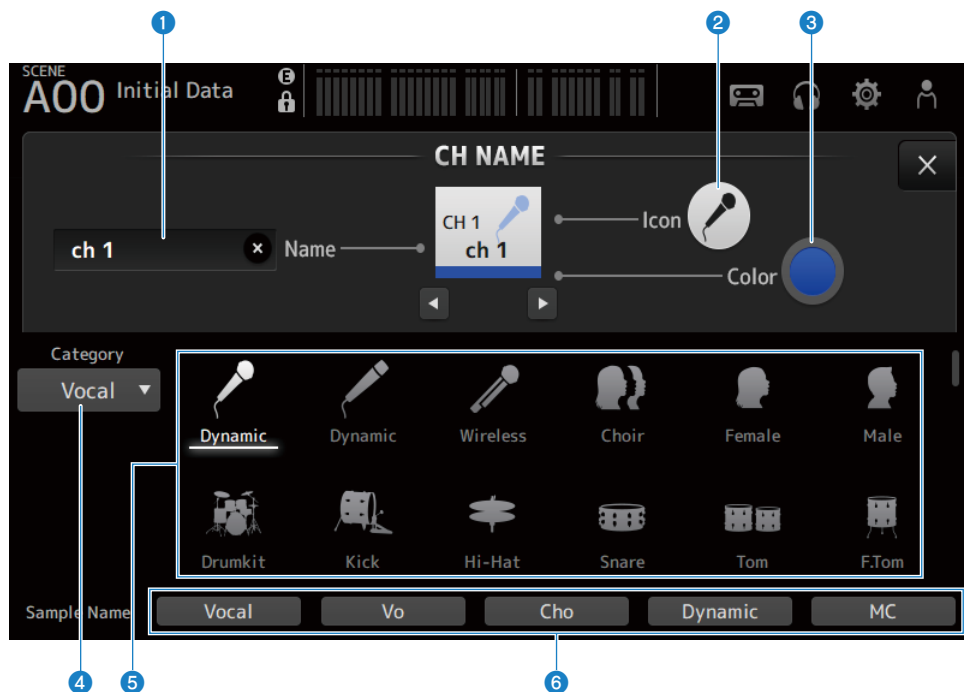 1 2 3
SCENE
A00 Initial Data E
CH NAME
ch 1 Name CH 1 Icon
ch 1
Color
Category
Vocal
Dynamic Dynamic Wireless Choir Female Male
Drumkit Kick Hi-Hat Snare Tom F.Tom
Sample Name Vocal Vo Cho Dynamic MC
4 5 6